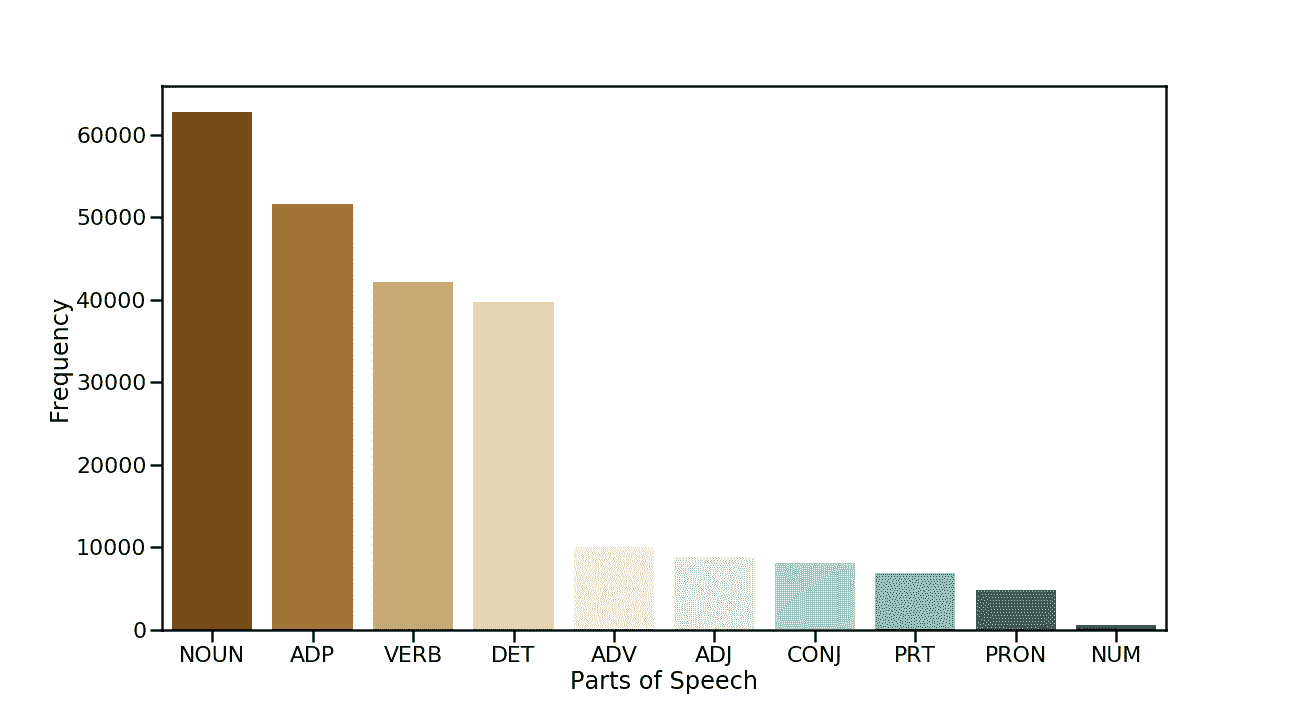 60000
50000
40000
30000
20000
10000
0
Frequency
NOUN ADP VERB DET ADV ADJ CONJ PRT PRON NUM
Parts of Speech